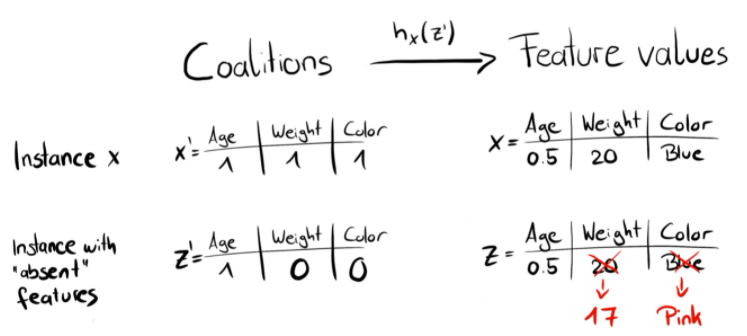 Coalitions hx(z') Feature values
Instance x x'= Age Weight Color x= Age Weight Color
1 1 1 0.5 20 Blue
Instance with "absent" features z'= Age Weight Color z= Age Weight Color
1 0 0 0.5 20 Blue
17 Pink